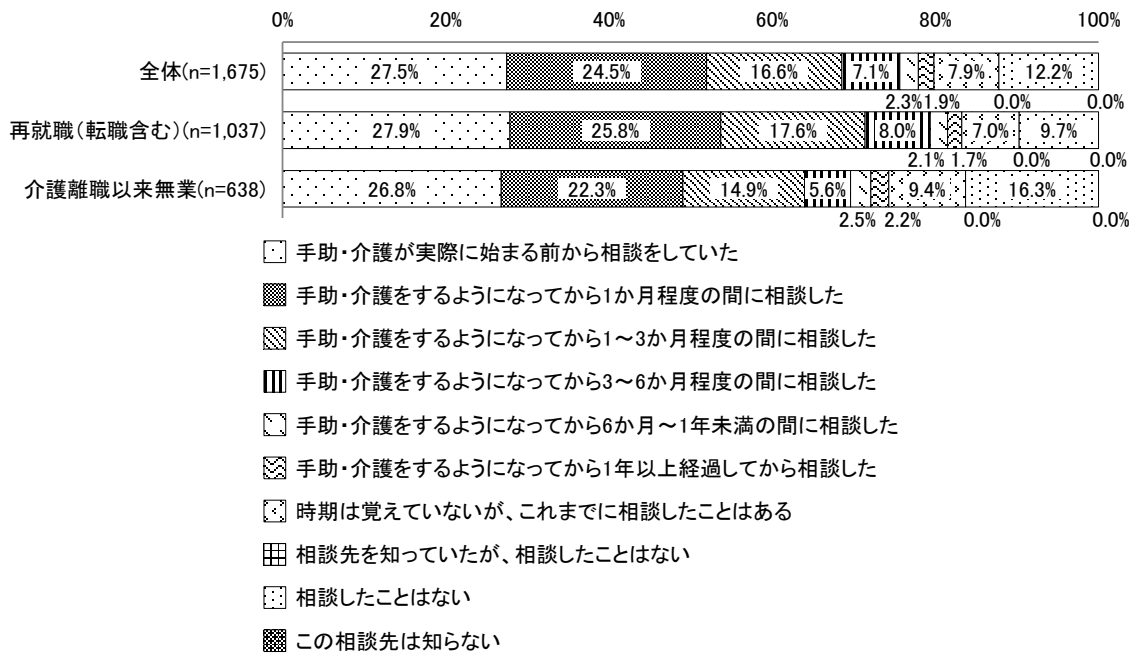 0% 20% 40% 60% 80% 100%
全体(n=1,675) 27.5% 24.5% 16.6% 7.1% 7.9% 12.2%
2.3% 1.9% 0.0% 0.0%
再就職(転職含む)(n=1,037) 27.9% 25.8% 17.6% 8.0% 7.0% 9.7%
2.1% 1.7% 0.0% 0.0%
介護離職以来無業(n=638) 26.8% 22.3% 14.9% 5.6% 9.4% 16.3%
2.5% 2.2% 0.0% 0.0%
手助・介護が実際に始まる前から相談をしていた
手助・介護をするようになってから1か月程度の間に相談した
手助・介護をするようになってから1～3か月程度の間に相談した
手助・介護をするようになってから3～6か月程度の間に相談した
手助・介護をするようになってから6か月～1年未満の間に相談した
手助・介護をするようになってから1年以上経過してから相談した
時期は覚えていないが、これまでに相談したことはある
相談先を知っていたが、相談したことはない
相談したことはない
この相談先は知らない